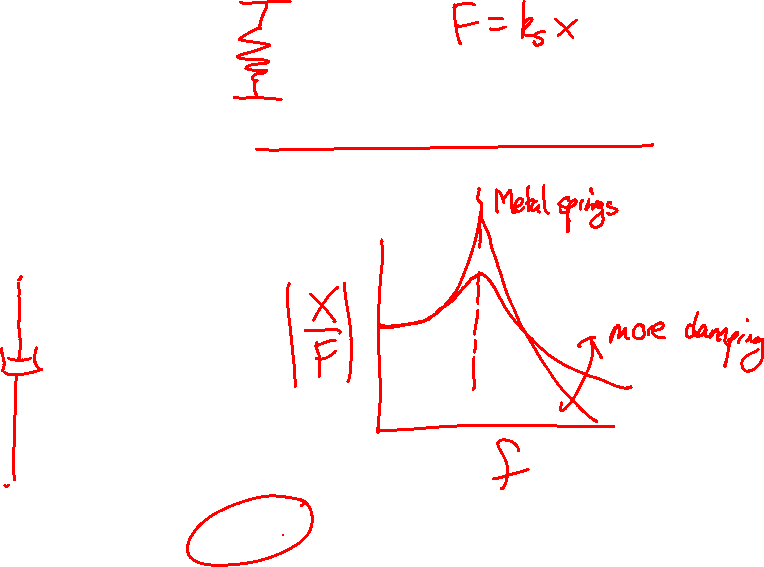 F = kₛ x
Metal springs
|X/F|
more damping
f